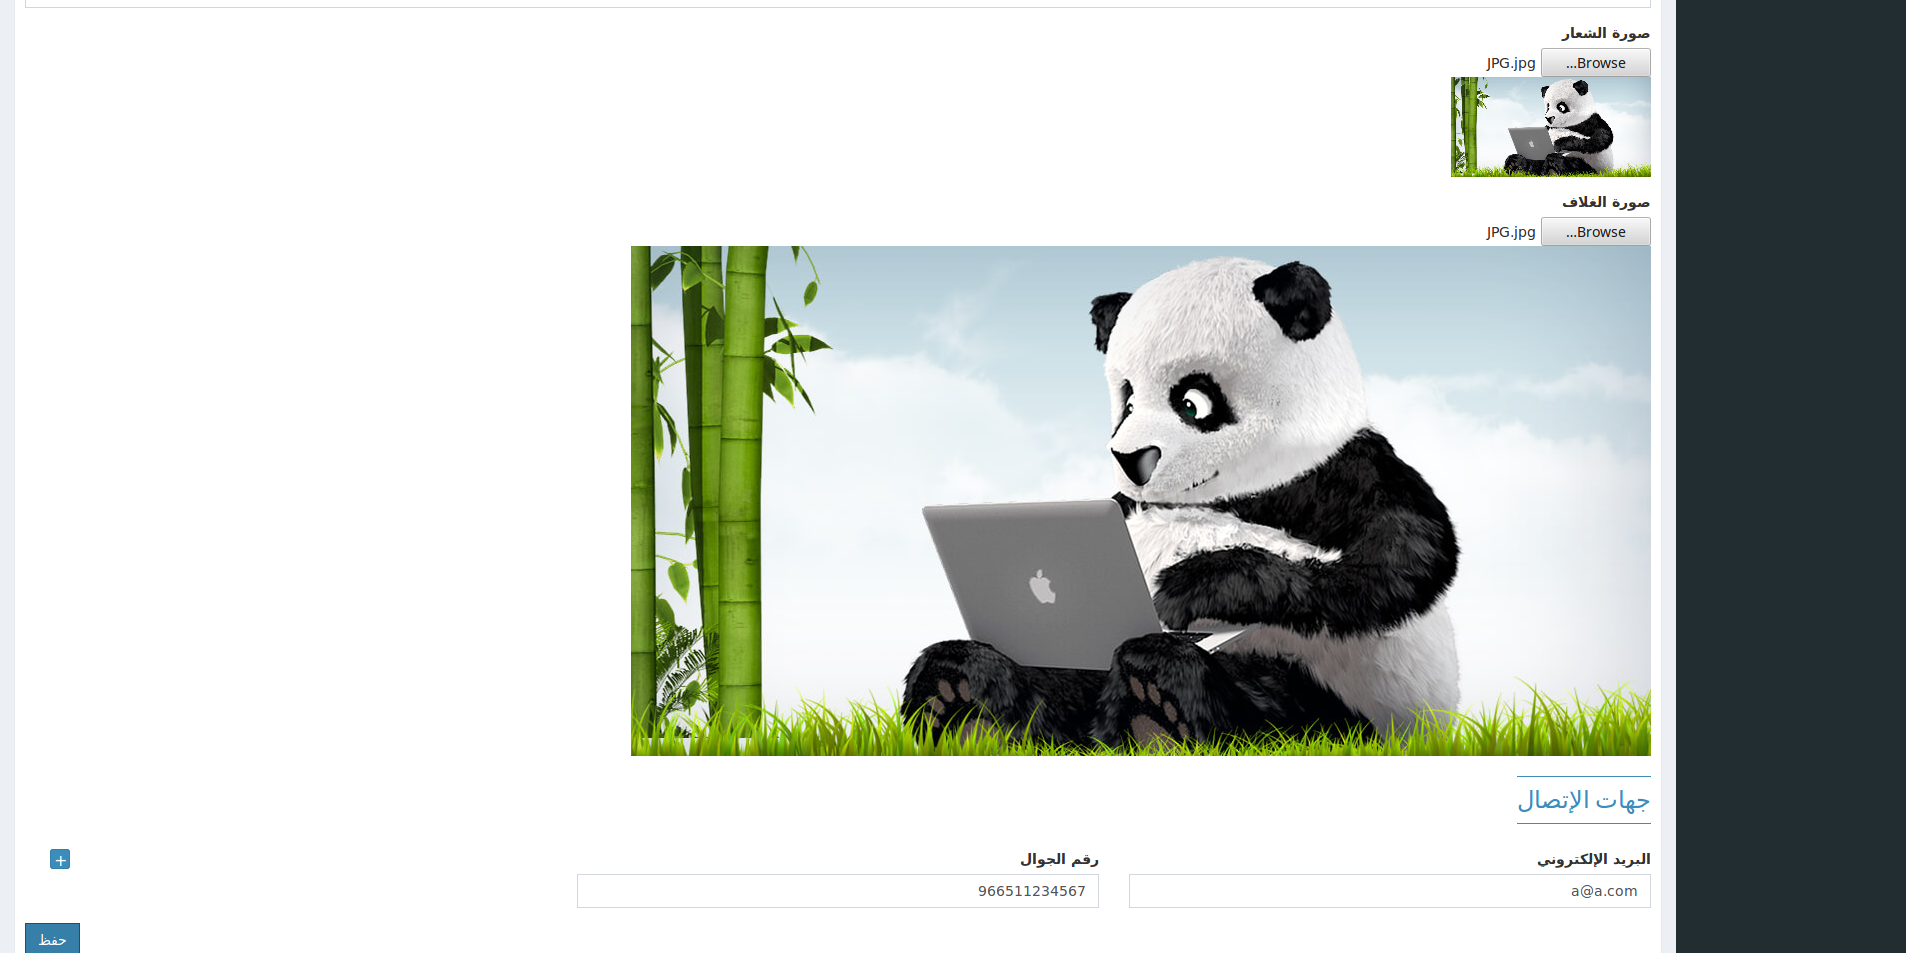 صورة الشعار
Browse... JPG.jpg
صورة الغلاف
Browse... JPG.jpg
جهات الإتصال
البريد الإلكتروني رقم الجوال +
a@a.com 966511234567
حفظ